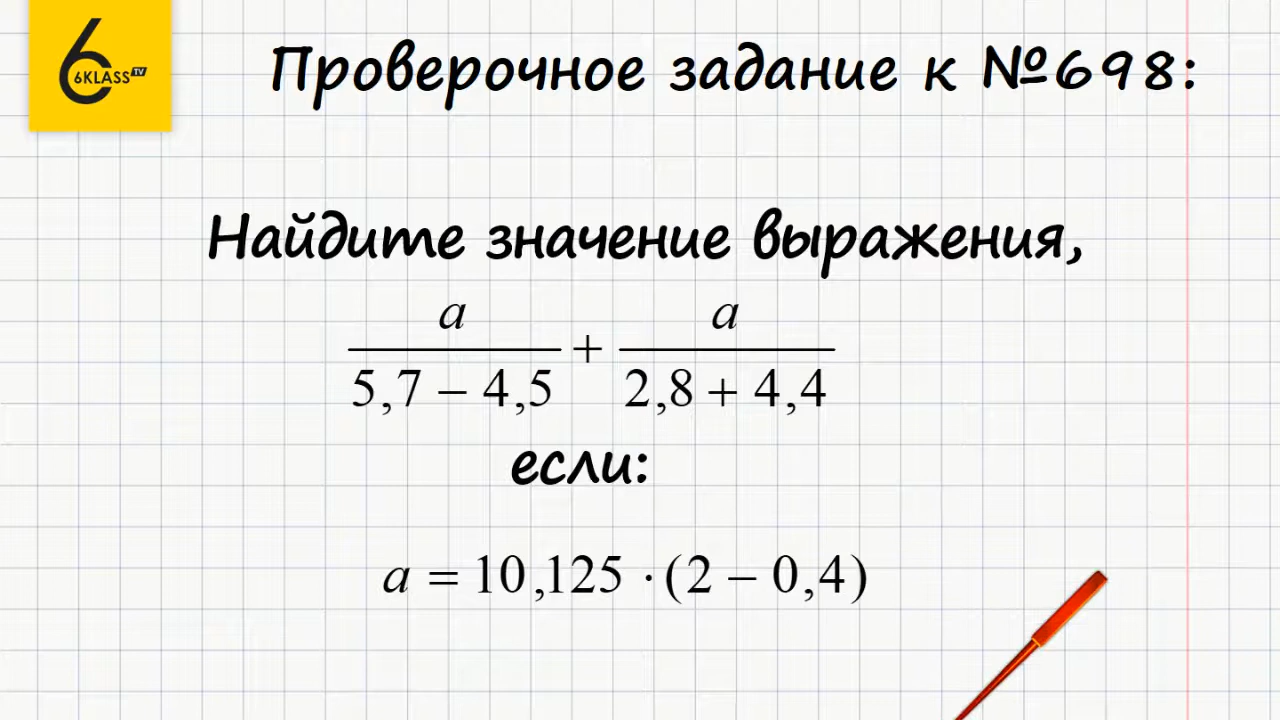 6KLASS TV
Проверочное задание к №698:
Найдите значение выражения,
a/(5,7 − 4,5) + a/(2,8 + 4,4)
если:
a = 10,125 · (2 − 0,4)